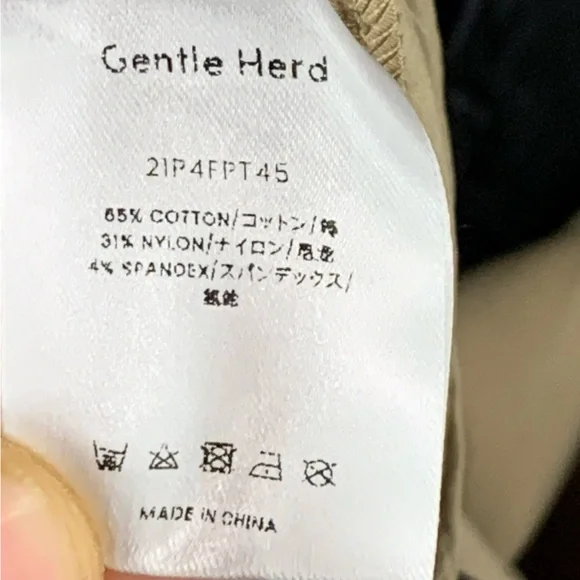 Gentle Herd
21P4FPT45
65% COTTON/コットン/棉
31% NYLON/ナイロン/
4% SPANDEX/スパンデックス/
MADE IN CHINA